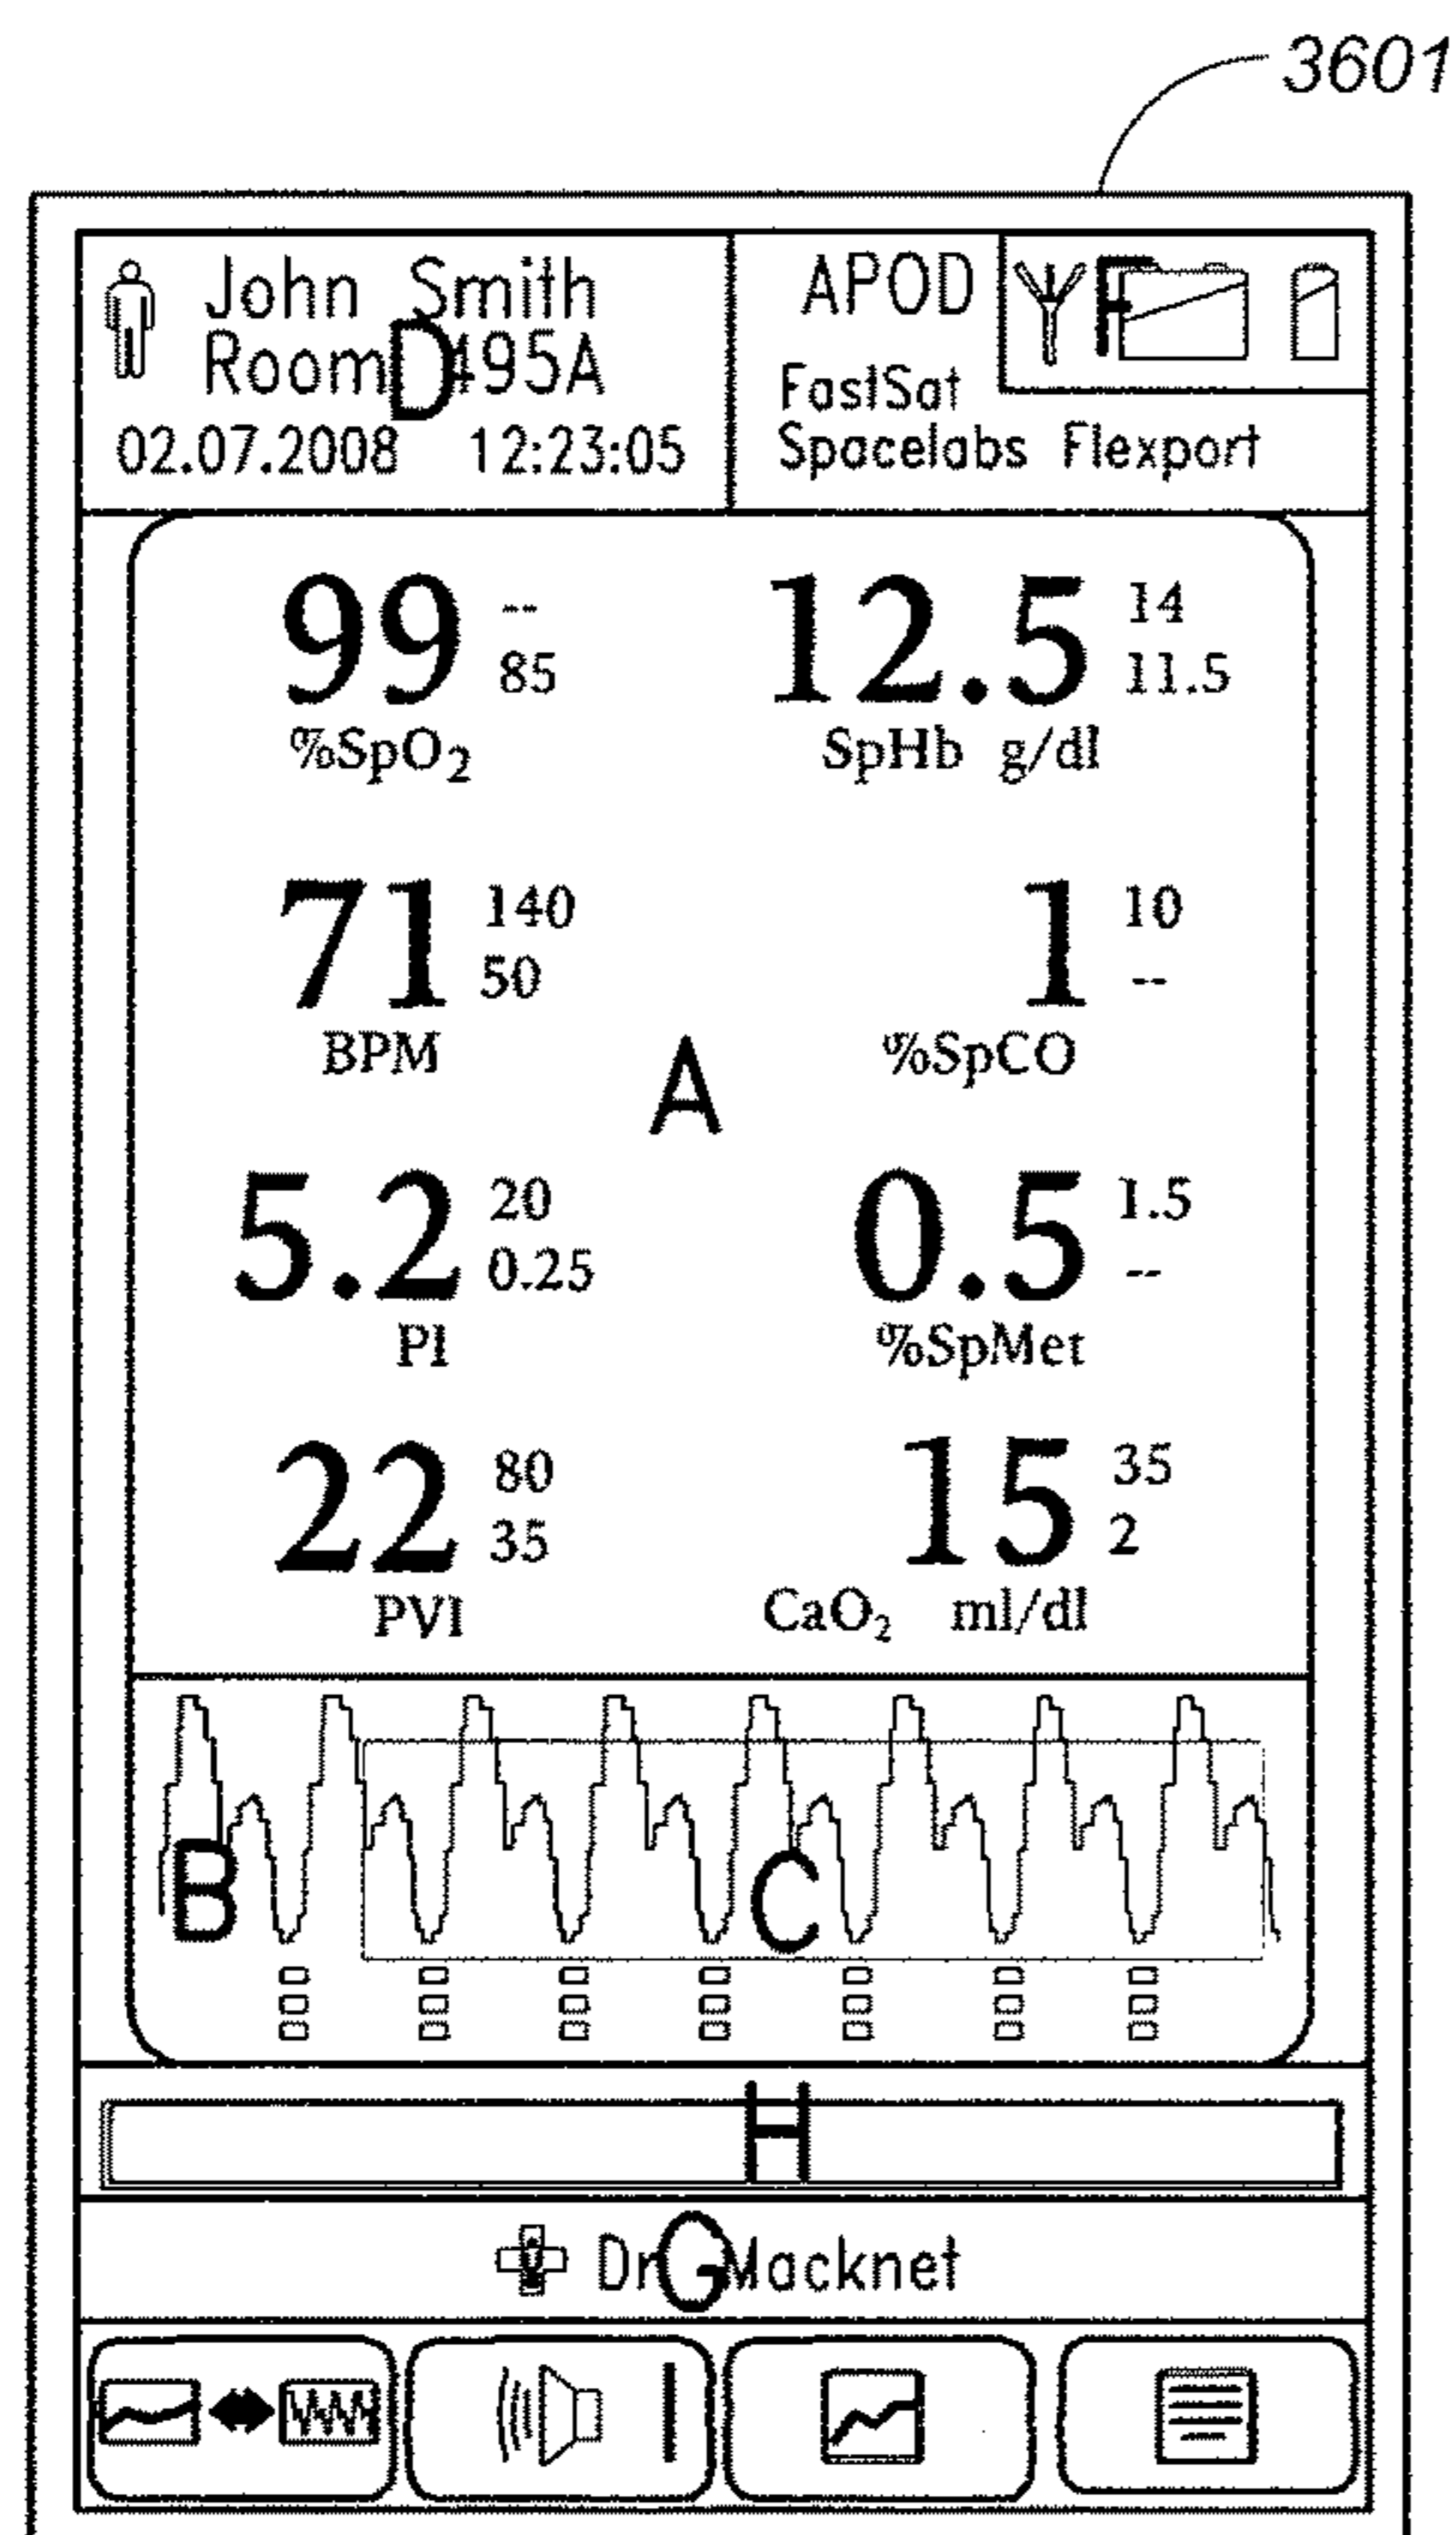 3601
John Smith
Room D495A
02.07.2008 12:23:05
APOD
F
FastSat
Spacelabs Flexport
99 -- 85
%SpO₂
12.5 14 11.5
SpHb g/dl
71 140 50
BPM
1 10 --
%SpCO
A
5.2 20 0.25
PI
0.5 1.5 --
%SpMet
22 80 35
PVI
15 35 2
CaO₂ ml/dl
B
C
H
Dr G Macknet
I